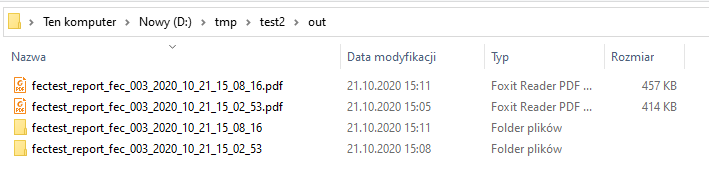 Ten komputer > Nowy (D:) > tmp > test2 > out
Nazwa Data modyfikacji Typ Rozmiar
PDF fectest_report_fec_003_2020_10_21_15_08_16.pdf 21.10.2020 15:11 Foxit Reader PDF ... 457 KB
PDF fectest_report_fec_003_2020_10_21_15_02_53.pdf 21.10.2020 15:05 Foxit Reader PDF ... 414 KB
fectest_report_fec_003_2020_10_21_15_08_16 21.10.2020 15:11 Folder plików
fectest_report_fec_003_2020_10_21_15_02_53 21.10.2020 15:08 Folder plików